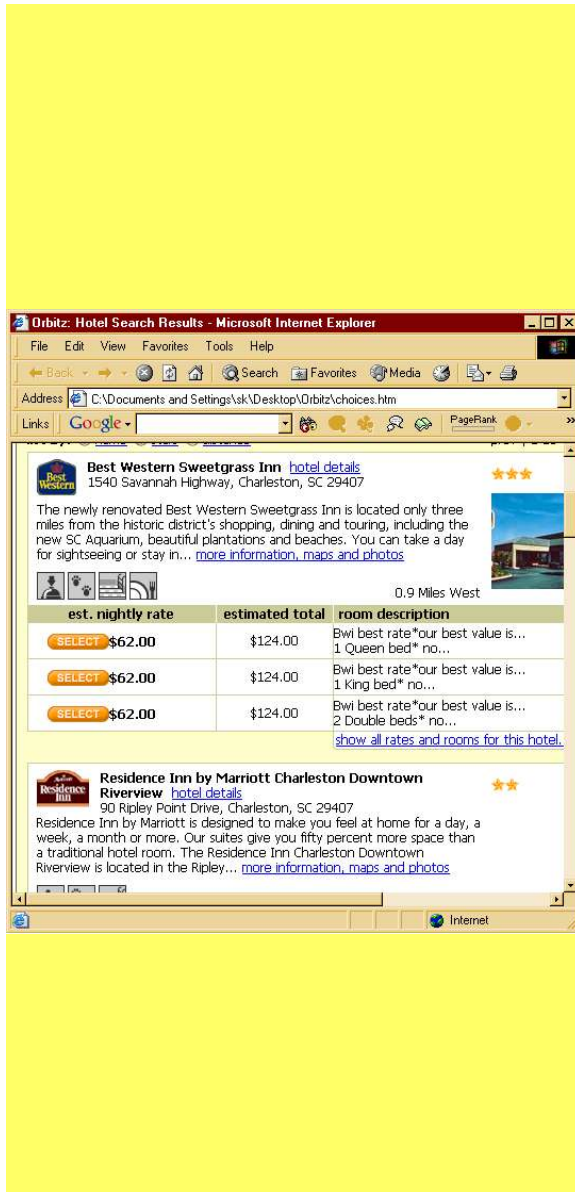 Orbitz: Hotel Search Results - Microsoft Internet Explorer
File Edit View Favorites Tools Help
Back Search Favorites Media
Address C:\Documents and Settings\sk\Desktop\Orbitz\choices.htm
Links Google PageRank »
Best Western Sweetgrass Inn hotel details
1540 Savannah Highway, Charleston, SC 29407
Best Western
The newly renovated Best Western Sweetgrass Inn is located only three
miles from the historic district's shopping, dining and touring, including the
new SC Aquarium, beautiful plantations and beaches. You can take a day
for sightseeing or stay in... more information, maps and photos
0.9 Miles West
est. nightly rate estimated total room description
SELECT $62.00 $124.00 Bwi best rate*our best value is...
1 Queen bed* no...
SELECT $62.00 $124.00 Bwi best rate*our best value is...
1 King bed* no...
SELECT $62.00 $124.00 Bwi best rate*our best value is...
2 Double beds* no...
show all rates and rooms for this hotel.
Residence Inn
Residence Inn by Marriott Charleston Downtown
Riverview hotel details
90 Ripley Point Drive, Charleston, SC 29407
Residence Inn by Marriott is designed to make you feel at home for a day, a
week, a month or more. Our suites give you fifty percent more space than
a traditional hotel room. The Residence Inn Charleston Downtown
Riverview is located in the Ripley... more information, maps and photos
Internet